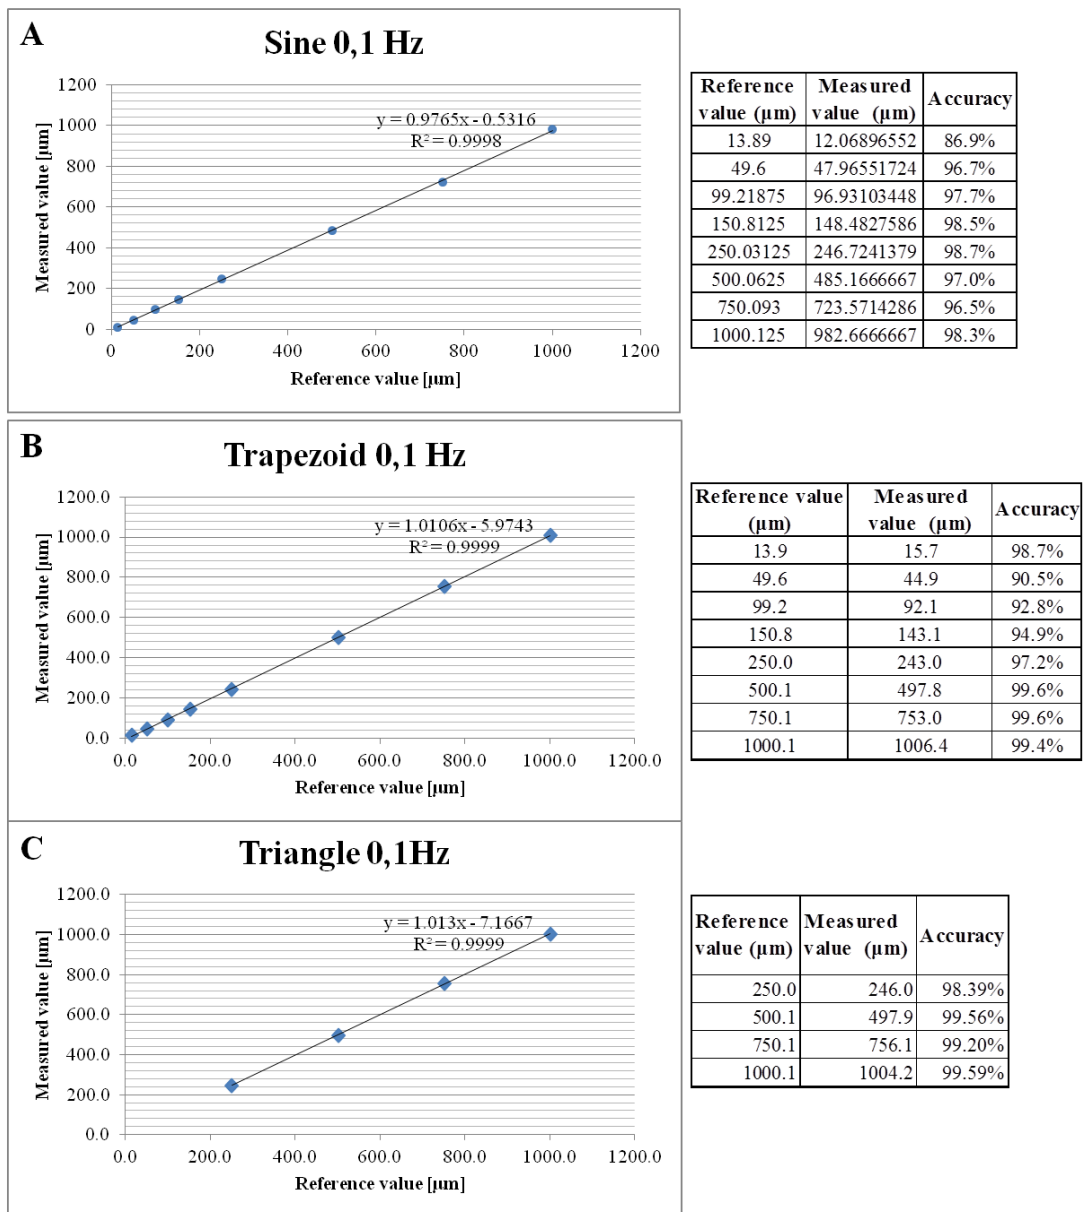 A
Sine 0,1 Hz
y = 0.9765x - 0.5316
R² = 0.9998
Measured value [µm]
1200
1000
800
600
400
200
0
0 200 400 600 800 1000 1200
Reference value [µm]
Reference value (µm) Measured value (µm) Accuracy
13.89 12.06896552 86.9%
49.6 47.96551724 96.7%
99.21875 96.93103448 97.7%
150.8125 148.4827586 98.5%
250.03125 246.7241379 98.7%
500.0625 485.1666667 97.0%
750.093 723.5714286 96.5%
1000.125 982.6666667 98.3%
B
Trapezoid 0,1 Hz
y = 1.0106x - 5.9743
R² = 0.9999
Measured value [µm]
1200.0
1000.0
800.0
600.0
400.0
200.0
0.0
0.0 200.0 400.0 600.0 800.0 1000.0 1200.0
Reference value [µm]
Reference value (µm) Measured value (µm) Accuracy
13.9 15.7 98.7%
49.6 44.9 90.5%
99.2 92.1 92.8%
150.8 143.1 94.9%
250.0 243.0 97.2%
500.1 497.8 99.6%
750.1 753.0 99.6%
1000.1 1006.4 99.4%
C
Triangle 0,1Hz
y = 1.013x - 7.1667
R² = 0.9999
Measured value [µm]
1200.0
1000.0
800.0
600.0
400.0
200.0
0.0
0.0 200.0 400.0 600.0 800.0 1000.0 1200.0
Reference value [µm]
Reference value (µm) Measured value (µm) Accuracy
250.0 246.0 98.39%
500.1 497.9 99.56%
750.1 756.1 99.20%
1000.1 1004.2 99.59%